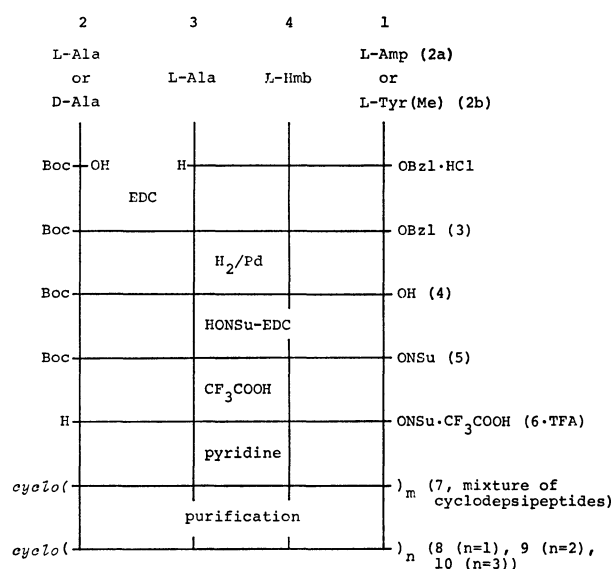 2 3 4 1
L-Ala L-Amp (2a)
or L-Ala L-Hmb or
D-Ala L-Tyr(Me) (2b)
Boc OH H OBzl·HCl
EDC
Boc OBzl (3)
H2/Pd
Boc OH (4)
HONSu-EDC
Boc ONSu (5)
CF3COOH
H ONSu·CF3COOH (6·TFA)
pyridine
cyclo( )m (7, mixture of
cyclodepsipeptides)
purification
cyclo( )n (8 (n=1), 9 (n=2),
10 (n=3))